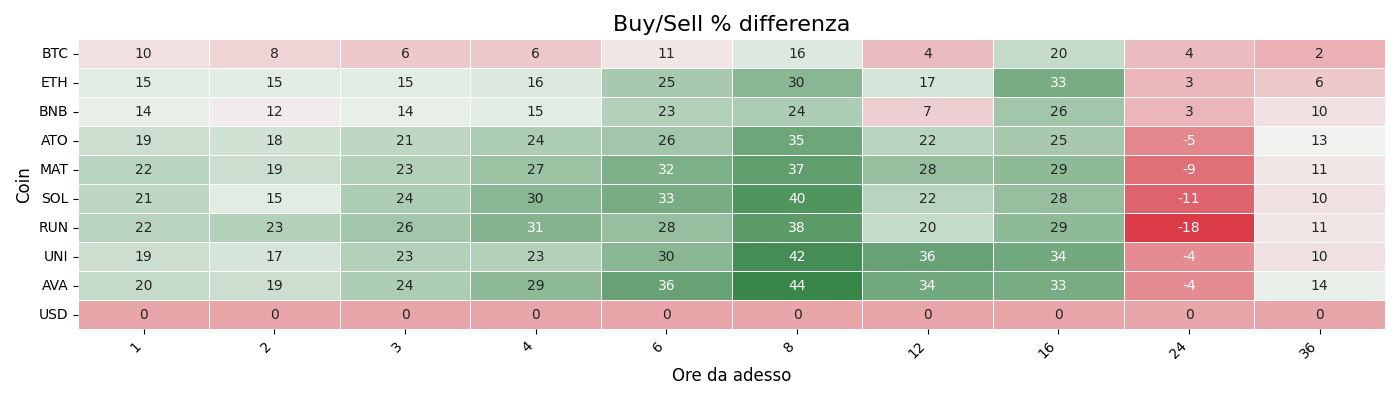 Buy/Sell % differenza
Coin
BTC 10 8 6 6 11 16 4 20 4 2
ETH 15 15 15 16 25 30 17 33 3 6
BNB 14 12 14 15 23 24 7 26 3 10
ATO 19 18 21 24 26 35 22 25 -5 13
MAT 22 19 23 27 32 37 28 29 -9 11
SOL 21 15 24 30 33 40 22 28 -11 10
RUN 22 23 26 31 28 38 20 29 -18 11
UNI 19 17 23 23 30 42 36 34 -4 10
AVA 20 19 24 29 36 44 34 33 -4 14
USD 0 0 0 0 0 0 0 0 0 0
1 2 3 4 6 8 12 16 24 36
Ore da adesso